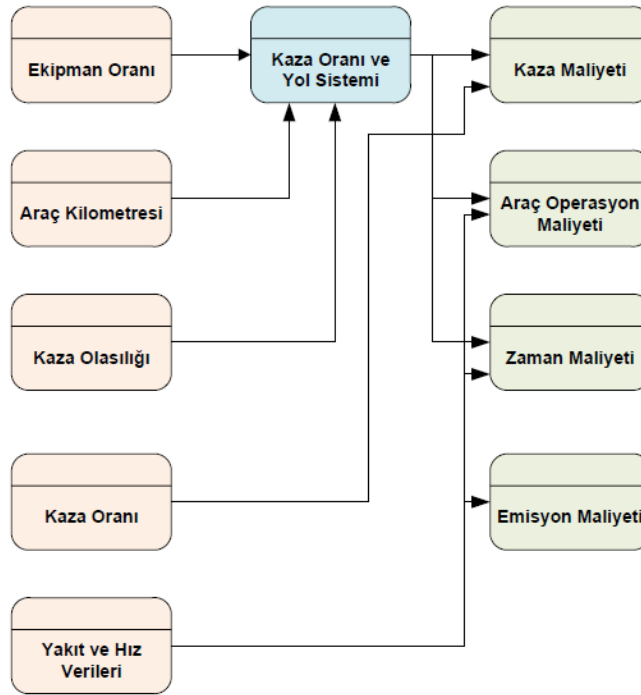 Ekipman Oranı
Kaza Oranı ve
Yol Sistemi
Kaza Maliyeti
Araç Kilometresi
Araç Operasyon
Maliyeti
Kaza Olasılığı
Zaman Maliyeti
Kaza Oranı
Emisyon Maliyeti
Yakıt ve Hız
Verileri